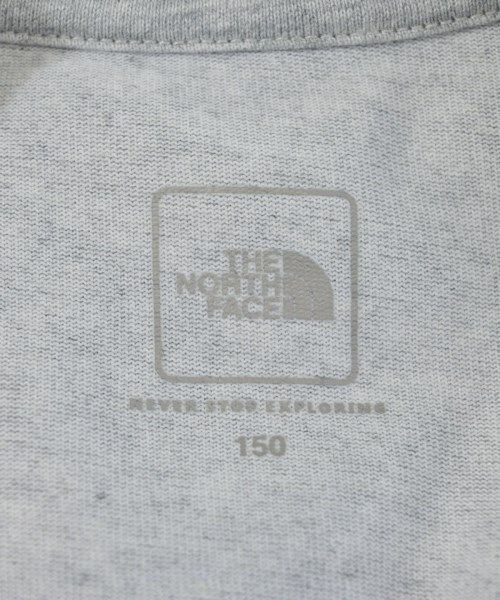 THE
NORTH
FACE
NEVER STOP EXPLORING
150